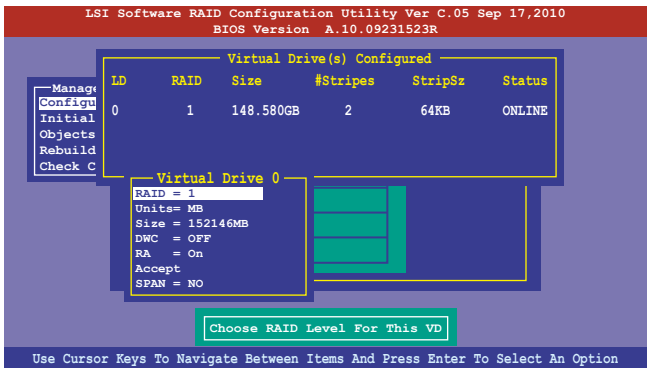 LSI Software RAID Configuration Utility Ver C.05 Sep 17,2010
BIOS Version A.10.09231523R
Virtual Drive(s) Configured
LD RAID Size #Stripes StripSz Status
0 1 148.580GB 2 64KB ONLINE
Manage
Configu
Initial
Objects
Rebuild
Check C
Virtual Drive 0
RAID = 1
Units= MB
Size = 152146MB
DWC = OFF
RA = On
Accept
SPAN = NO
Choose RAID Level For This VD
Use Cursor Keys To Navigate Between Items And Press Enter To Select An Option